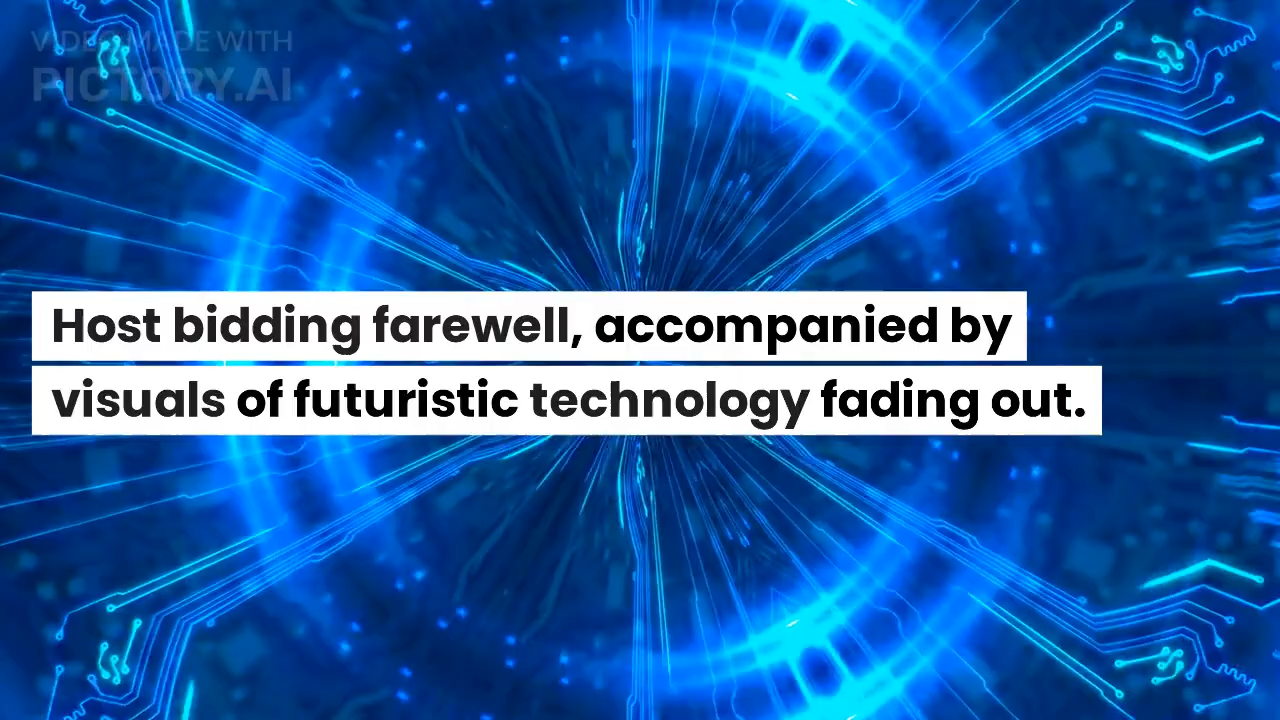 VIDEO MADE WITH
PICTORY.AI
Host bidding farewell, accompanied by
visuals of futuristic technology fading out.